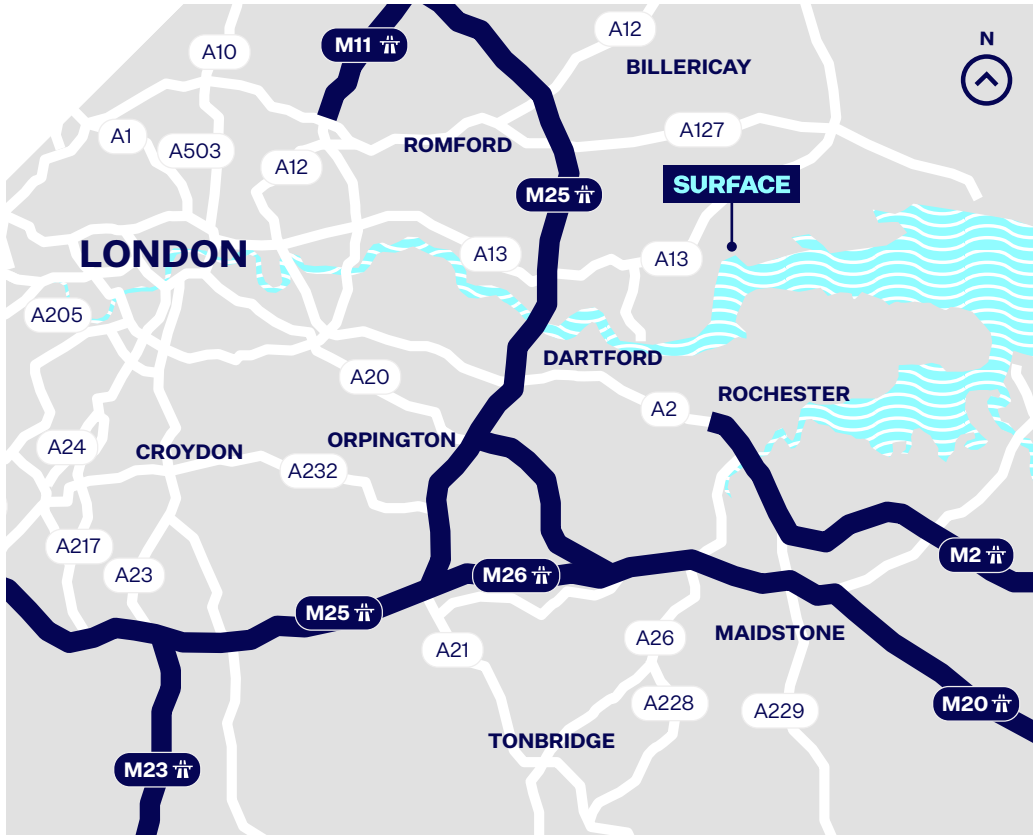 A12
N
M11
A10
BILLERICAY
A127
A1
ROMFORD
A503
A12
SURFACE
M25
LONDON
A13
A13
A205
DARTFORD
A20
ROCHESTER
A2
ORPINGTON
A24
CROYDON
A232
A217
M2
A23
M26
M25
MAIDSTONE
A26
A21
A228
M20
A229
TONBRIDGE
M23